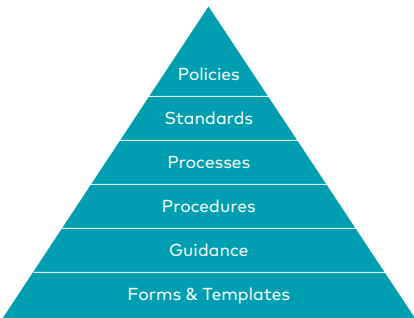 Policies
Standards
Processes
Procedures
Guidance
Forms & Templates